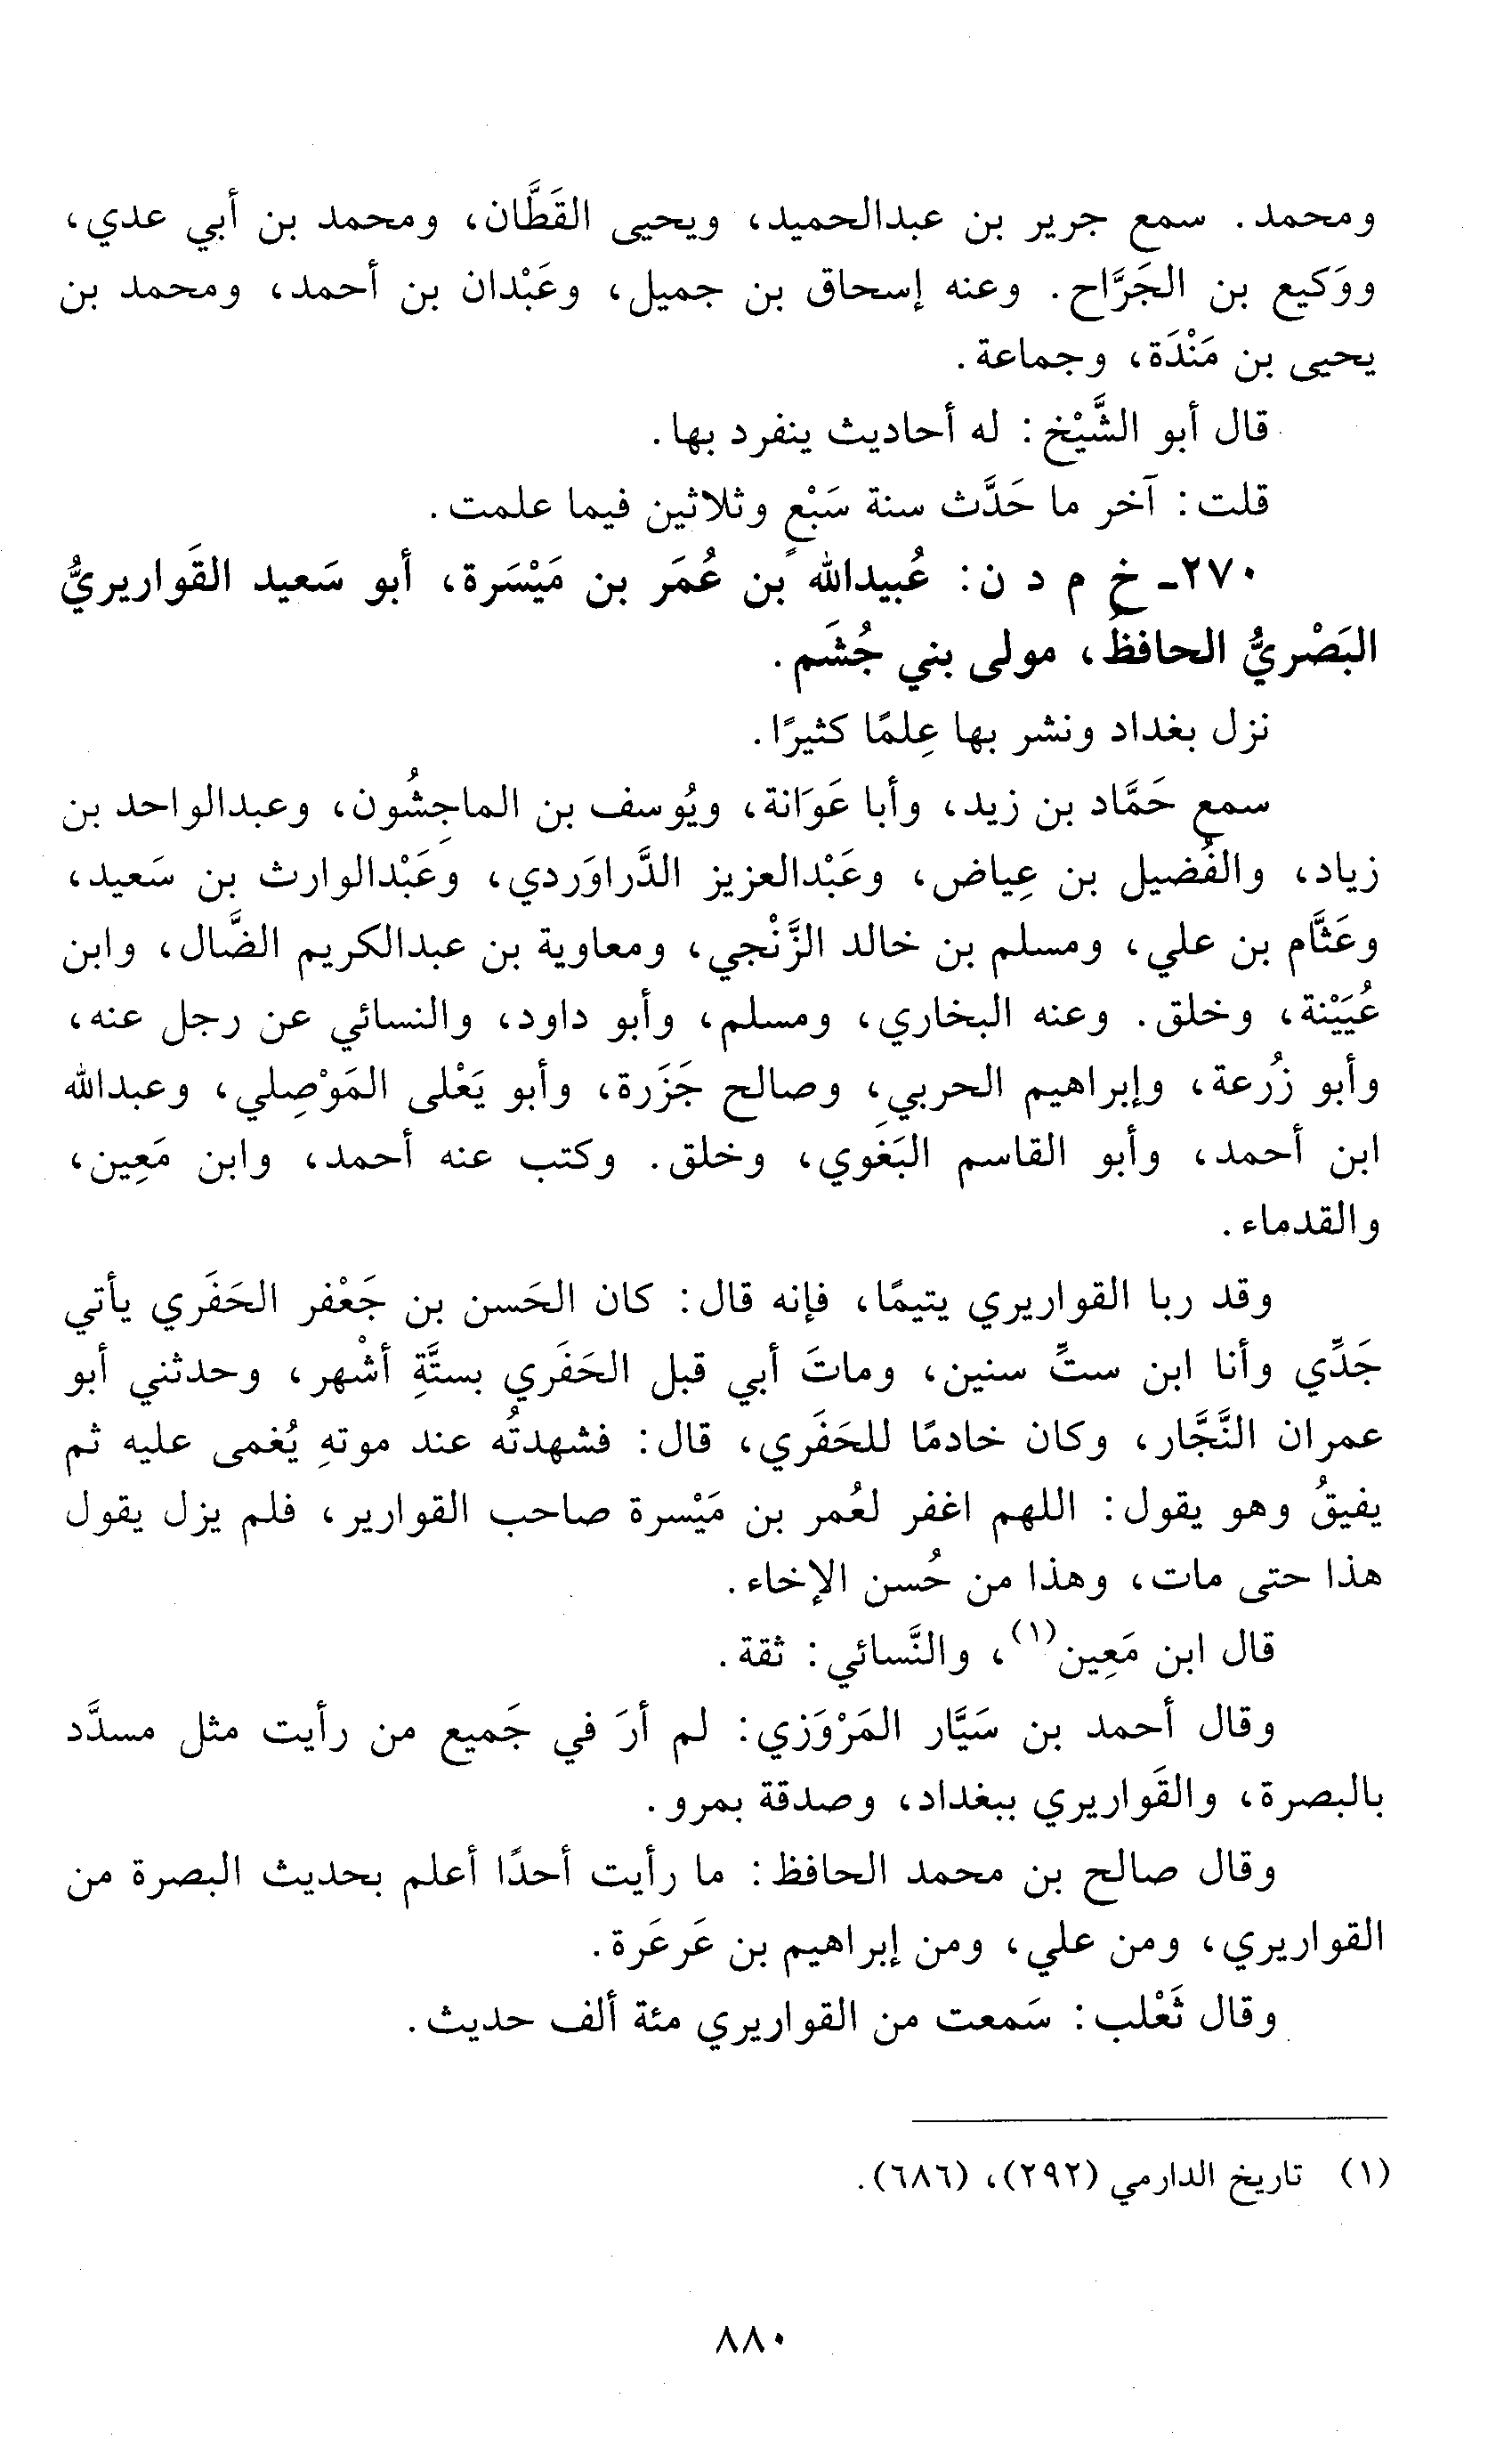 ومحمد. سمع جرير بن عبدالحميد، ويحيى القَطَّان، ومحمد بن أبي عدي،
ووَكيع بن الجَرَّاح. وعنه إسحاق بن جميل، وعَبْدان بن أحمد، ومحمد بن
يحيى بن مَنْدَة، وجماعة.
قال أبو الشَّيْخ: له أحاديث ينفرد بها.
قلت: آخر ما حَدَّث سنة سَبْعٍ وثلاثين فيما علمت.
٢٧٠- خ م د ن: عُبيدالله بن عُمَر بن مَيْسَرة، أبو سَعيد القَواريريُّ
البَصْريُّ الحافظُ، مولى بني جُشَم.
نزل بغداد ونشر بها عِلمًا كثيرًا.
سمع حَمَّاد بن زيد، وأبا عَوَانة، ويُوسف بن الماجِشُون، وعبدالواحد بن
زياد، والفُضيل بن عِياض، وعَبْدالعزيز الدَّراوَردي، وعَبْدالوارث بن سَعيد،
وعَثَّام بن علي، ومسلم بن خالد الزَّنْجي، ومعاوية بن عبدالكريم الضَّال، وابن
عُيَيْنة، وخلق. وعنه البخاري، ومسلم، وأبو داود، والنسائي عن رجل عنه،
وأبو زُرعة، وإبراهيم الحربي، وصالح جَزَرة، وأبو يَعْلى المَوْصِلي، وعبدالله
ابن أحمد، وأبو القاسم البَغَوي، وخلق. وكتب عنه أحمد، وابن مَعِين،
والقدماء.
وقد ربا القواريري يتيمًا، فإنه قال: كان الحَسن بن جَعْفر الحَفَري يأتي
جَدِّي وأنا ابن ستِّ سنين، وماتَ أبي قبل الحَفَري بستَّةِ أشْهر، وحدثني أبو
عمران النَّجَّار، وكان خادمًا للحَفَري، قال: فشهدتُه عند موتهِ يُغمى عليه ثم
يفيقُ وهو يقول: اللهم اغفر لعُمر بن مَيْسرة صاحب القوارير، فلم يزل يقول
هذا حتى مات، وهذا من حُسن الإخاء.
قال ابن مَعِين(١)، والنَّسائي: ثقة.
وقال أحمد بن سَيَّار المَرْوَزي: لم أرَ في جَميع من رأيت مثل مسدَّد
بالبصرة، والقَواريري ببغداد، وصدقة بمرو.
وقال صالح بن محمد الحافظ: ما رأيت أحدًا أعلم بحديث البصرة من
القواريري، ومن علي، ومن إبراهيم بن عَرعَرة.
وقال ثَعْلب: سَمعت من القواريري مئة ألف حديث.
(١) تاريخ الدارمي (٢٩٢)، (٦٨٦).
٨٨٠